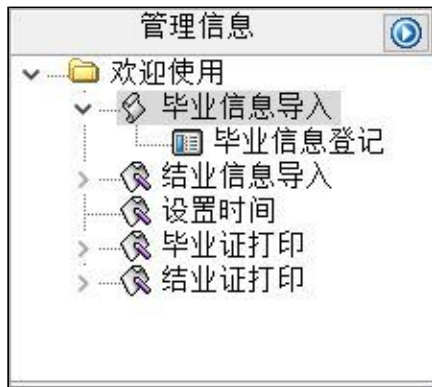 管理信息
欢迎使用
毕业信息导入
毕业信息登记
结业信息导入
设置时间
毕业证打印
结业证打印